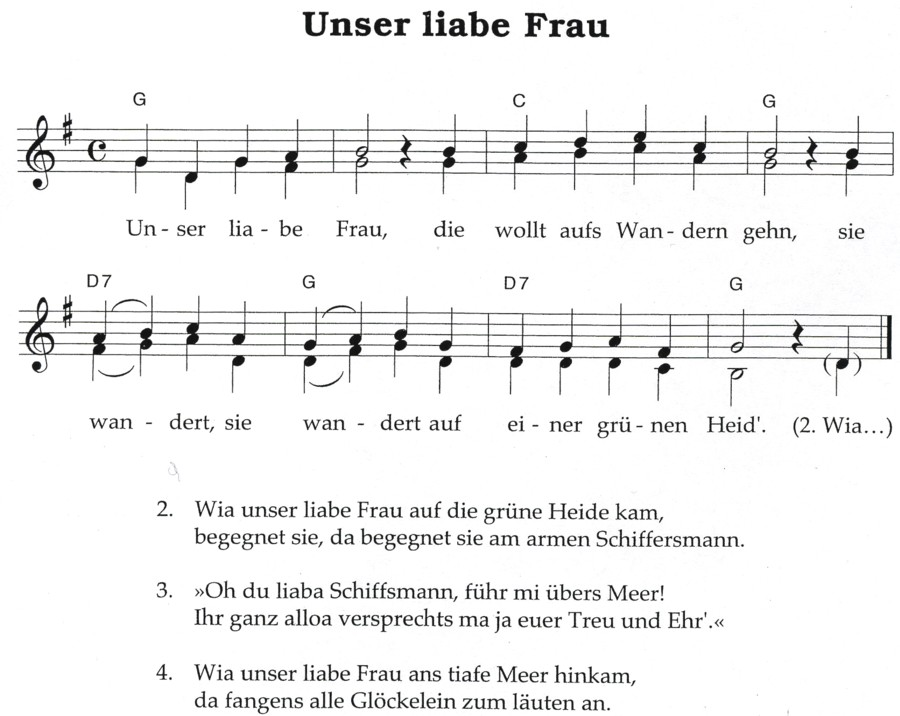 Unser liabe Frau
G C G
Un - ser lia - be Frau, die wollt aufs Wan - dern gehn, sie
D7 G D7 G
wan - dert, sie wan - dert auf ei - ner grü - nen Heid'. (2. Wia...)
2. Wia unser liabe Frau auf die grüne Heide kam,
begegnet sie, da begegnet sie am armen Schiffersmann.
3. »Oh du liaba Schiffsmann, führ mi übers Meer!
Ihr ganz alloa versprechts ma ja euer Treu und Ehr'.«
4. Wia unser liabe Frau ans tiafe Meer hinkam,
da fangens alle Glöckelein zum läuten an.